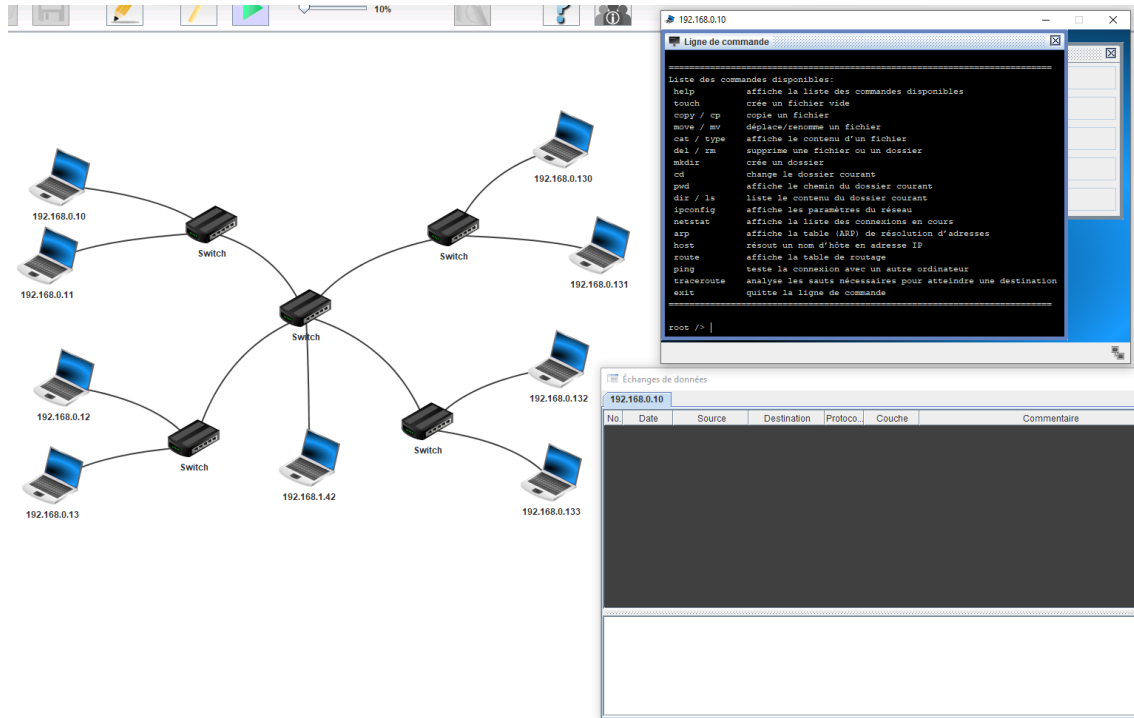 10%
192.168.0.10
Ligne de commande
Liste des commandes disponibles:
help affiche la liste des commandes disponibles
touch crée un fichier vide
copy / cp copie un fichier
move / mv déplace/renomme un fichier
cat / type affiche le contenu d'un fichier
del / rm supprime une fichier ou un dossier
mkdir crée un dossier
cd change le dossier courant
pwd affiche le chemin du dossier courant
dir / ls liste le contenu du dossier courant
ipconfig affiche les paramètres du réseau
netstat affiche la liste des connexions en cours
arp affiche la table (ARP) de résolution d'adresses
host résout un nom d'hôte en adresse IP
route affiche la table de routage
ping teste la connexion avec un autre ordinateur
traceroute analyse les sauts nécessaires pour atteindre une destination
exit quitte la ligne de commande
root />
192.168.0.130
192.168.0.10
Switch
Switch
192.168.0.131
192.168.0.11
Switch
192.168.0.132
192.168.0.12
Switch
Switch
192.168.1.42
192.168.0.13
192.168.0.133
Échanges de données
192.168.0.10
No. Date Source Destination Protoco... Couche Commentaire